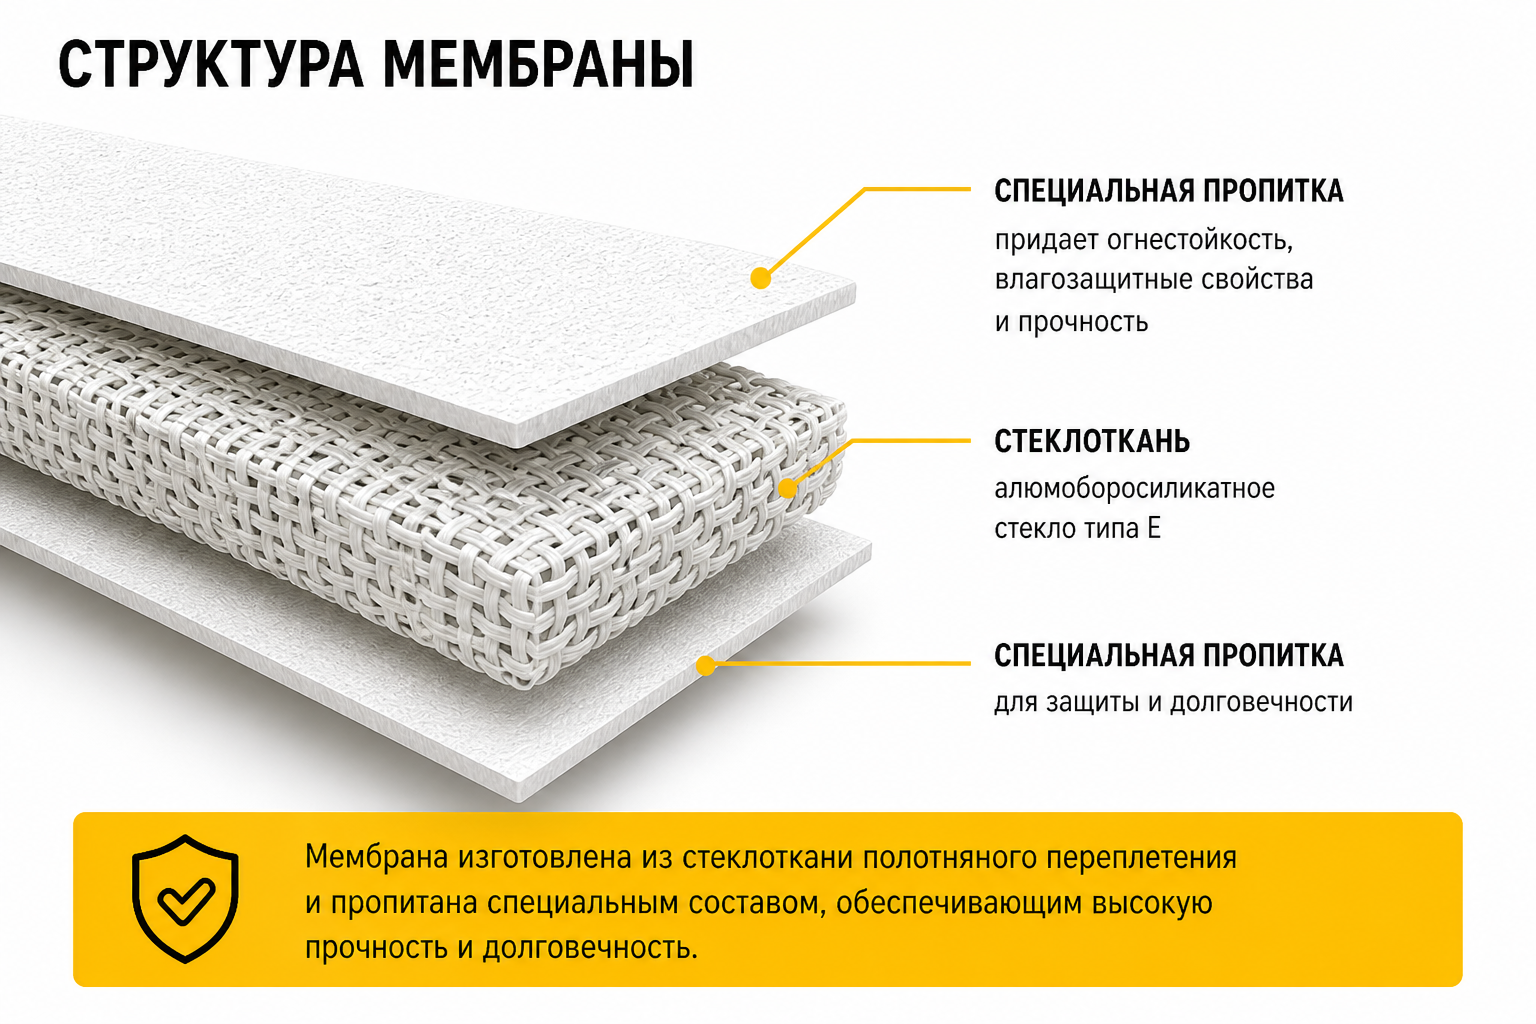 СТРУКТУРА МЕМБРАНЫ
СПЕЦИАЛЬНАЯ ПРОПИТКА
придает огнестойкость,
влагозащитные свойства
и прочность
СТЕКЛОТКАНЬ
алюмоборосиликатное
стекло типа Е
СПЕЦИАЛЬНАЯ ПРОПИТКА
для защиты и долговечности
Мембрана изготовлена из стеклоткани полотняного переплетения
и пропитана специальным составом, обеспечивающим высокую
прочность и долговечность.